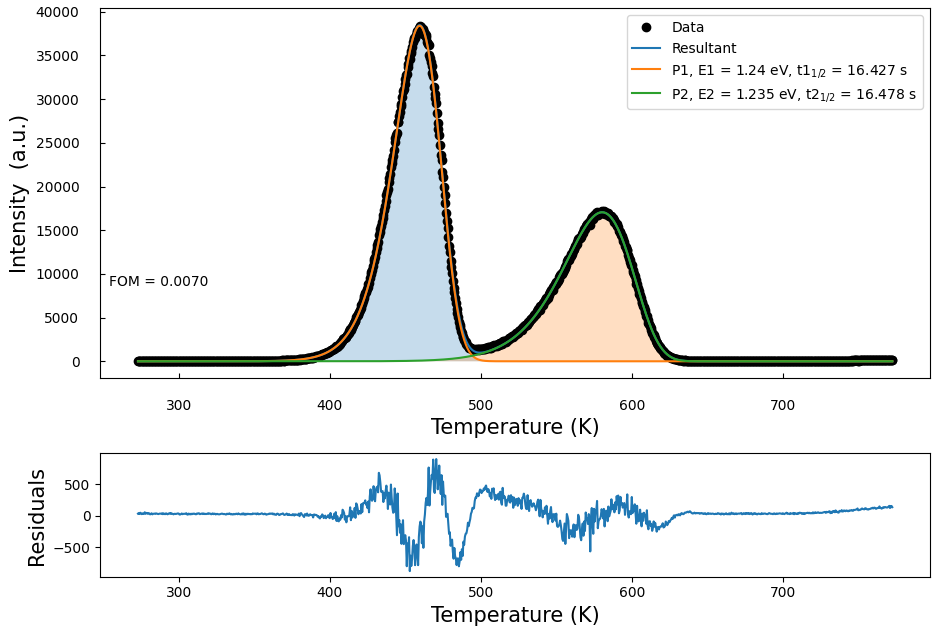 40000
35000
30000
25000
20000
15000
10000
5000
0
Intensity (a.u.)
Data
Resultant
P1, E1 = 1.24 eV, t1₁/₂ = 16.427 s
P2, E2 = 1.235 eV, t2₁/₂ = 16.478 s
FOM = 0.0070
300 400 500 600 700
Temperature (K)
500
0
−500
Residuals
300 400 500 600 700
Temperature (K)